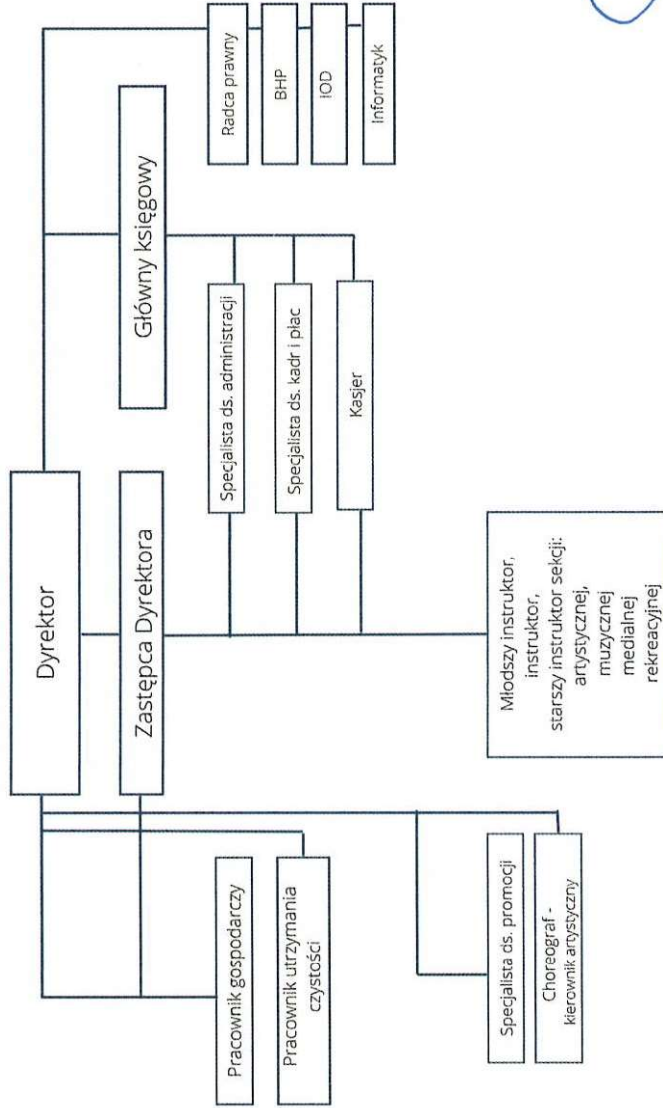 Dyrektor
Zastępca Dyrektora
Główny księgowy
Radca prawny
BHP
IOD
Informatyk
Specjalista ds. administracji
Specjalista ds. kadr i płac
Kasjer
Pracownik gospodarczy
Pracownik utrzymania
czystości
Specjalista ds. promocji
Choreograf -
kierownik artystyczny
Młodszy instruktor,
instruktor,
starszy instruktor sekcji:
artystycznej,
muzycznej
medialnej
rekreacyjnej